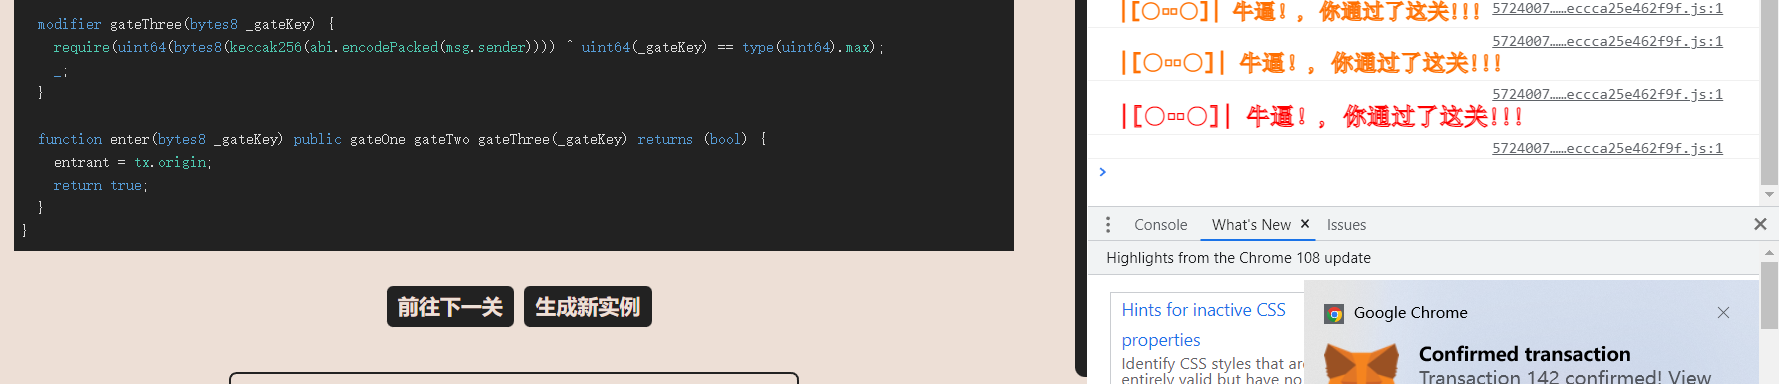 modifier gateThree(bytes8 _gateKey) {
require(uint64(bytes8(keccak256(abi.encodePacked(msg.sender)))) ^ uint64(_gateKey) == type(uint64).max);
_;
}
function enter(bytes8 _gateKey) public gateOne gateTwo gateThree(_gateKey) returns (bool) {
entrant = tx.origin;
return true;
}
}
前往下一关
生成新实例
|[○▫▫○]| 牛逼!, 你通过了这关!!!
5724007……eccca25e462f9f.js:1
5724007……eccca25e462f9f.js:1
|[○▫▫○]| 牛逼!, 你通过了这关!!!
5724007……eccca25e462f9f.js:1
|[○▫▫○]| 牛逼!, 你通过了这关!!!
5724007……eccca25e462f9f.js:1
>
Console What's New × Issues
Highlights from the Chrome 108 update
Hints for inactive CSS
properties
Identify CSS styles that are
entirely valid but have no
Google Chrome
Confirmed transaction
Transaction 142 confirmed! View